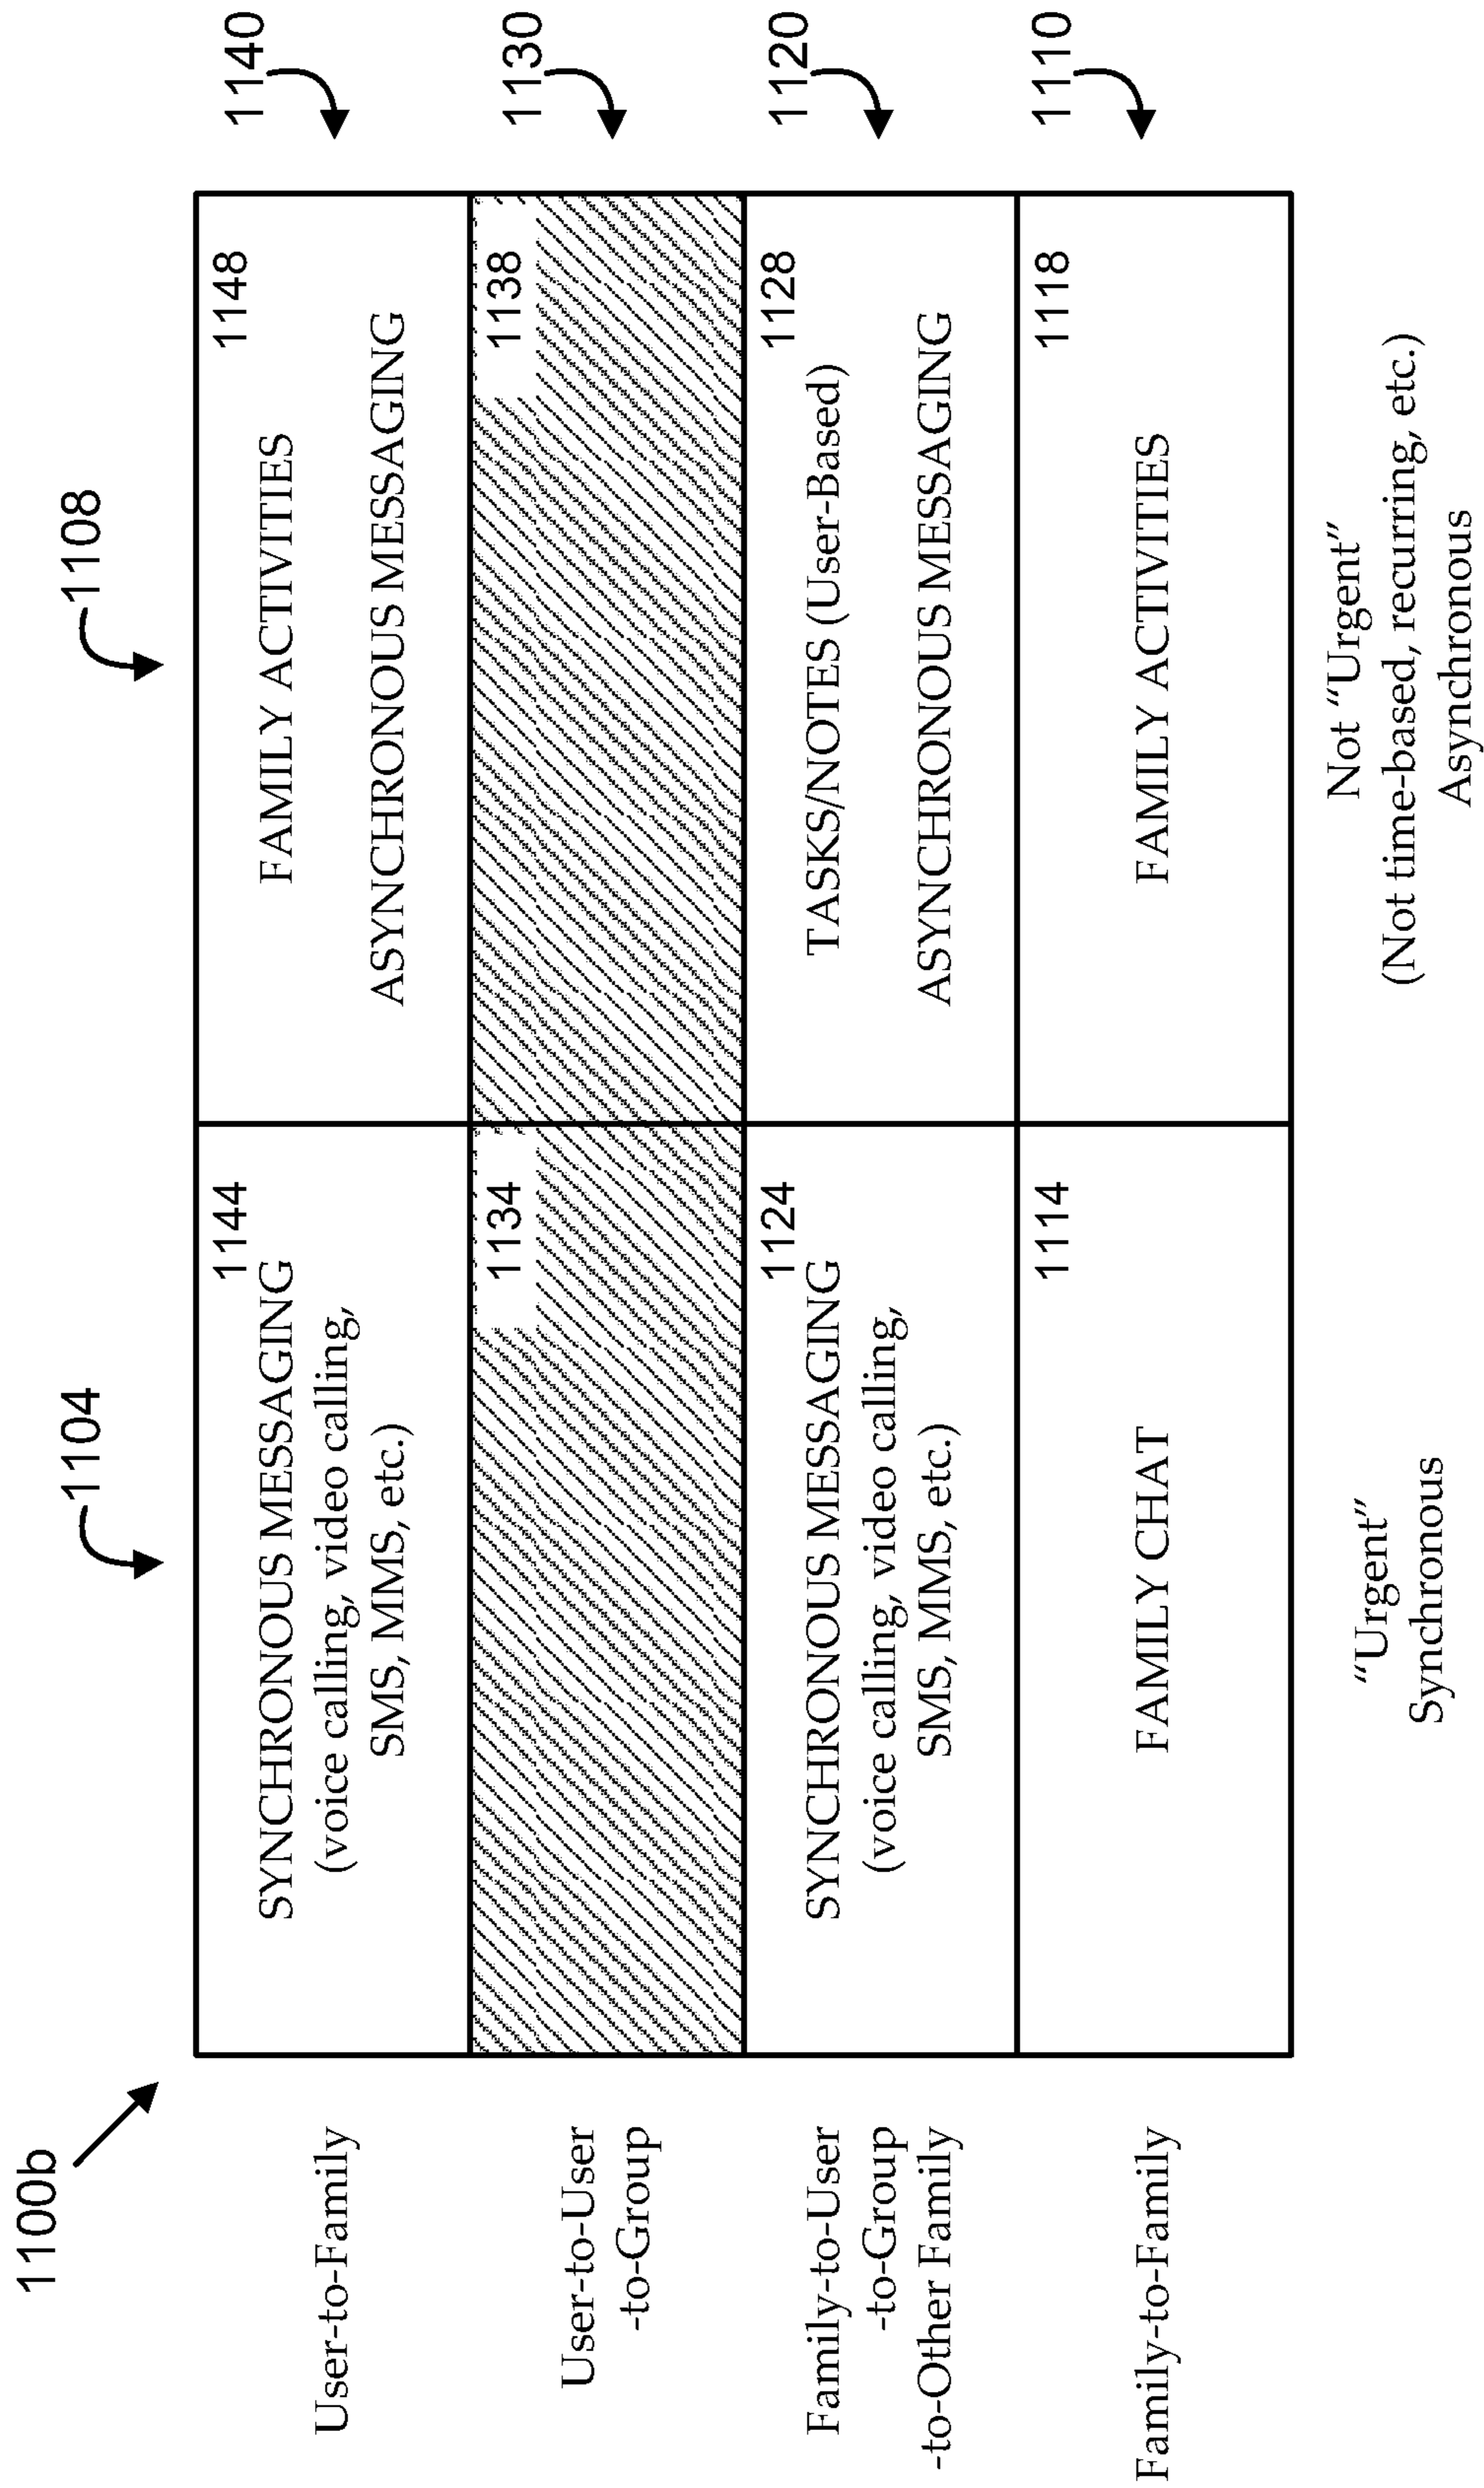 1100b
1104
1108
User-to-Family
1144
SYNCHRONOUS MESSAGING
(voice calling, video calling,
SMS, MMS, etc.)
1148
FAMILY ACTIVITIES
ASYNCHRONOUS MESSAGING
1140
User-to-User
-to-Group
1134
1138
1130
Family-to-User
-to-Group
-to-Other Family
1124
SYNCHRONOUS MESSAGING
(voice calling, video calling,
SMS, MMS, etc.)
1128
TASKS/NOTES (User-Based)
ASYNCHRONOUS MESSAGING
1120
Family-to-Family
1114
FAMILY CHAT
1118
FAMILY ACTIVITIES
1110
“Urgent”
Synchronous
Not “Urgent”
(Not time-based, recurring, etc.)
Asynchronous